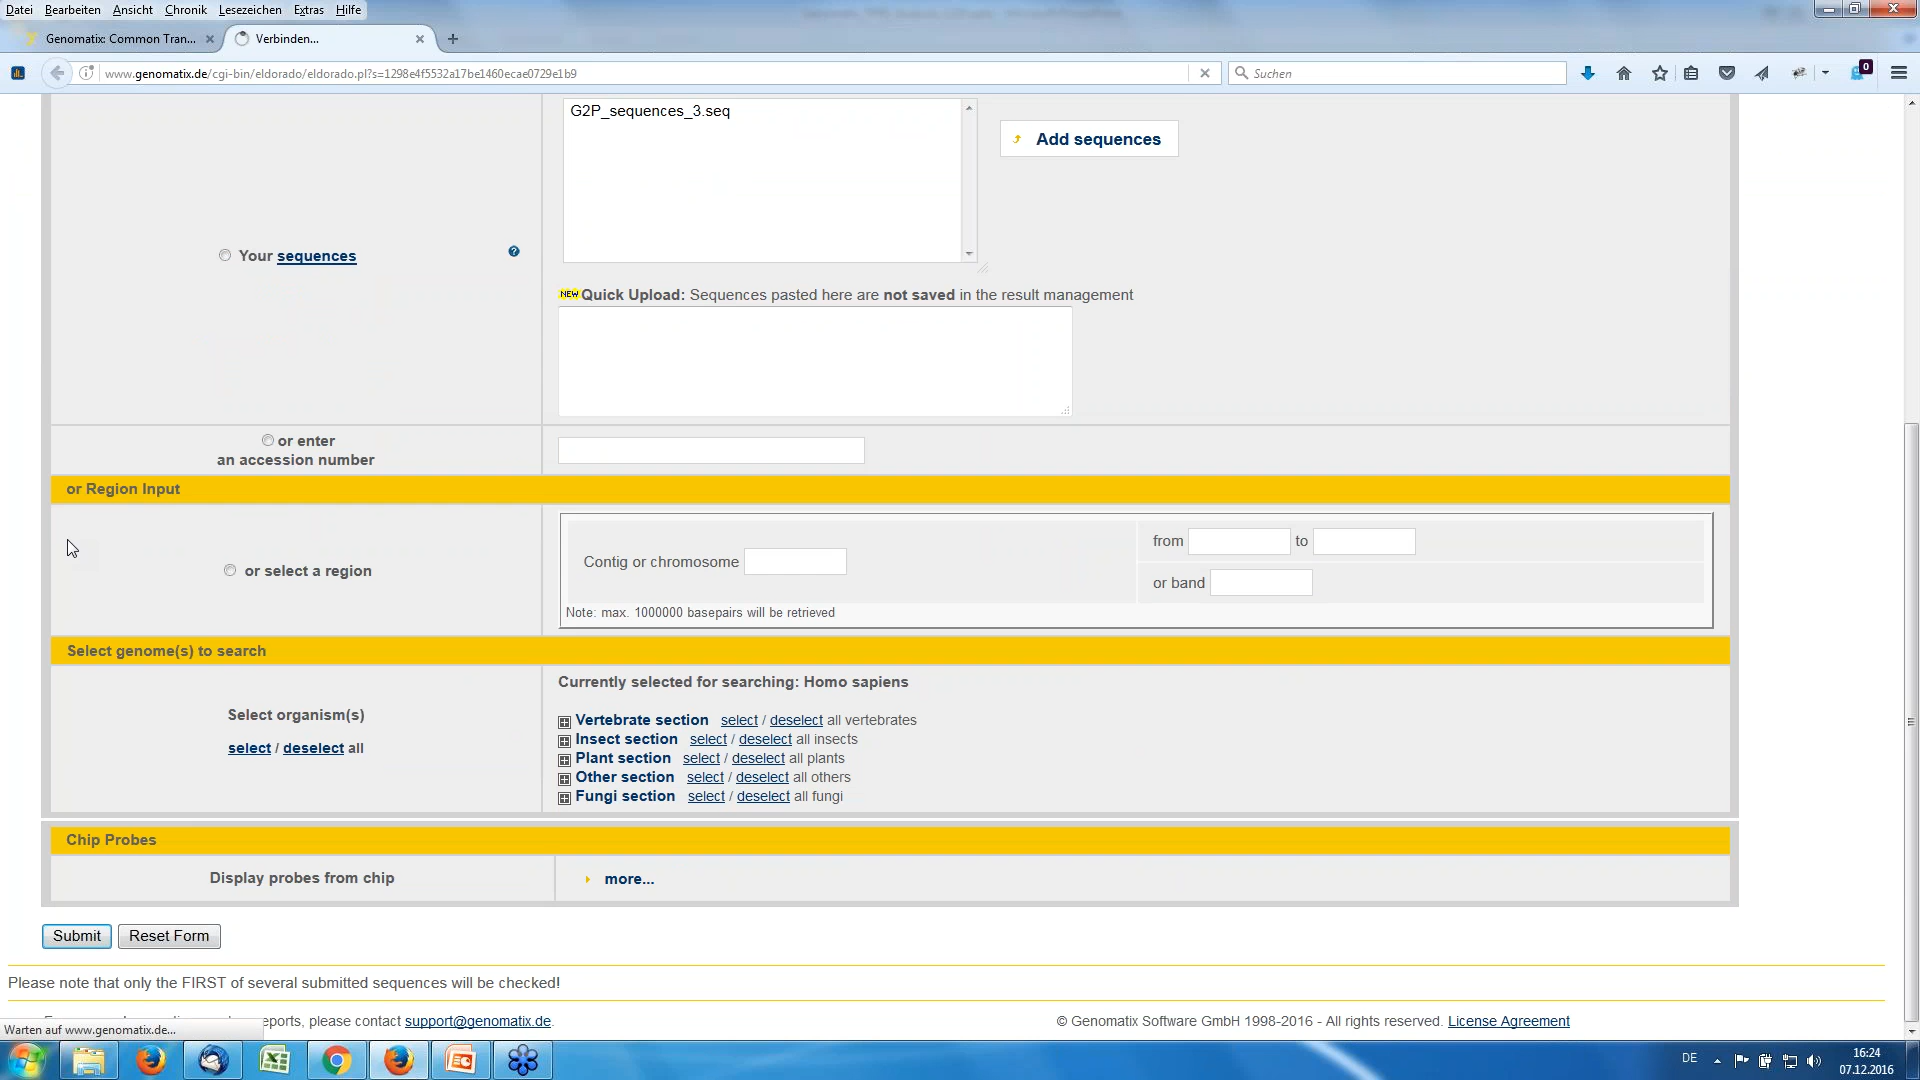 Datei Bearbeiten Ansicht Chronik Lesezeichen Extras Hilfe
Genomatix: Common Tran... Verbinden...
www.genomatix.de/cgi-bin/eldorado/eldorado.pl?s=1298e4f5532a17be1460ecae0729e1b9
Suchen
0
G2P_sequences_3.seq
Add sequences
Your sequences
NEW Quick Upload: Sequences pasted here are not saved in the result management
or enter
an accession number
or Region Input
or select a region
Contig or chromosome
from to
or band
Note: max. 1000000 basepairs will be retrieved
Select genome(s) to search
Select organism(s)
select / deselect all
Currently selected for searching: Homo sapiens
Vertebrate section select / deselect all vertebrates
Insect section select / deselect all insects
Plant section select / deselect all plants
Other section select / deselect all others
Fungi section select / deselect all fungi
Chip Probes
Display probes from chip
more...
Submit Reset Form
Please note that only the FIRST of several submitted sequences will be checked!
eports, please contact support@genomatix.de.
© Genomatix Software GmbH 1998-2016 - All rights reserved. License Agreement
Warten auf www.genomatix.de...
DE
16:24
07.12.2016